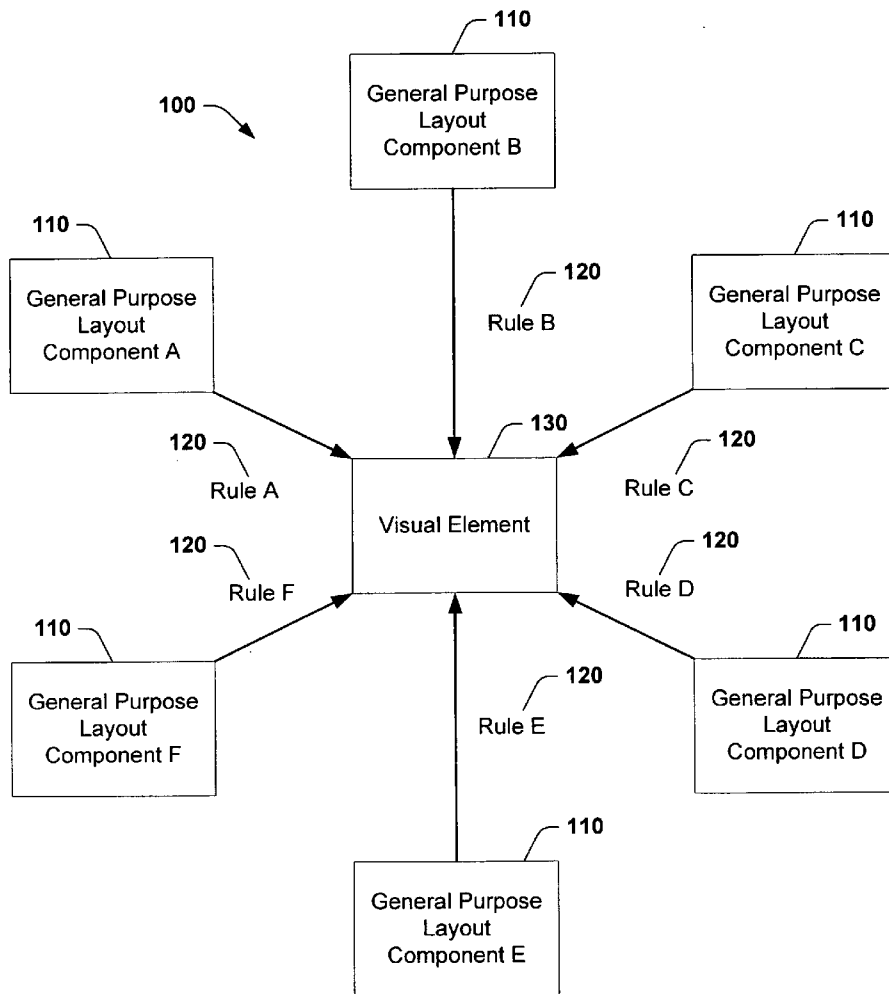 110
General Purpose
Layout
Component B
100
110
General Purpose
Layout
Component A
110
General Purpose
Layout
Component C
120
Rule B
130
Visual Element
120
Rule A
120
Rule C
120
Rule F
120
Rule D
110
General Purpose
Layout
Component F
120
Rule E
110
General Purpose
Layout
Component D
110
General Purpose
Layout
Component E